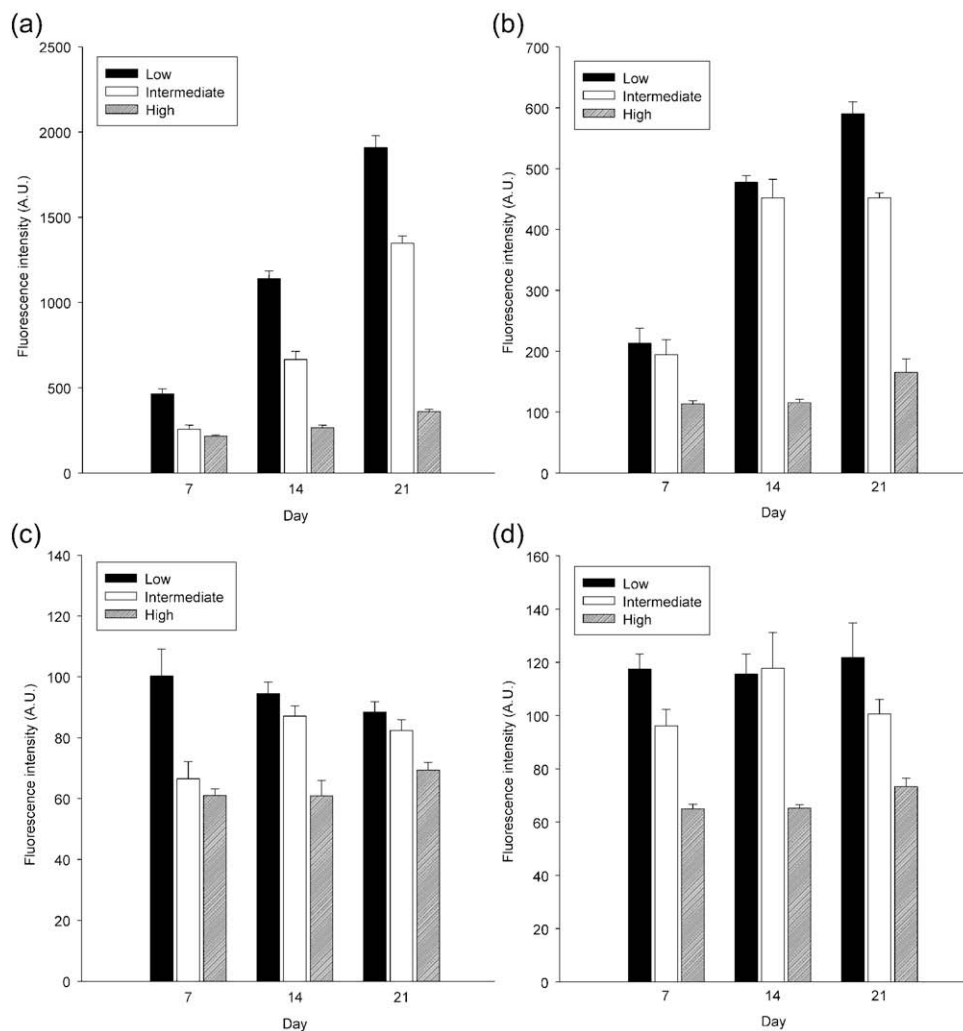 (a)
2500
2000
1500
1000
500
0
Fluorescence intensity (A.U.)
Low
Intermediate
High
7 14 21
Day
(b)
700
600
500
400
300
200
100
0
Fluorescence intensity (A.U.)
Low
Intermediate
High
7 14 21
Day
(c)
140
120
100
80
60
40
20
0
Fluorescence intensity (A.U.)
Low
Intermediate
High
7 14 21
Day
(d)
160
140
120
100
80
60
40
20
0
Fluorescence intensity (A.U.)
Low
Intermediate
High
7 14 21
Day